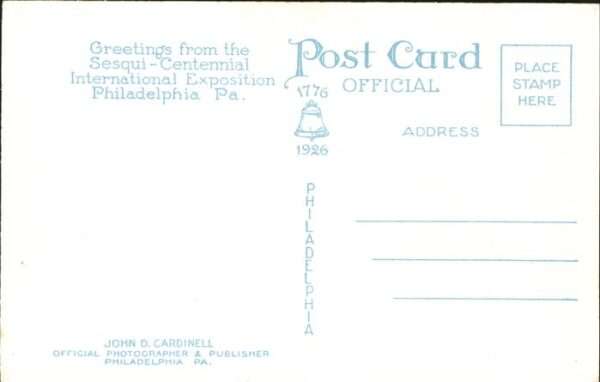 Greetings from the
Sesqui-Centennial
International Exposition
Philadelphia Pa.
Post Card
OFFICIAL
1776
1926
PLACE
STAMP
HERE
ADDRESS
PHILADELPHIA
JOHN D. CARDINELL
OFFICIAL PHOTOGRAPHER & PUBLISHER
PHILADELPHIA PA.